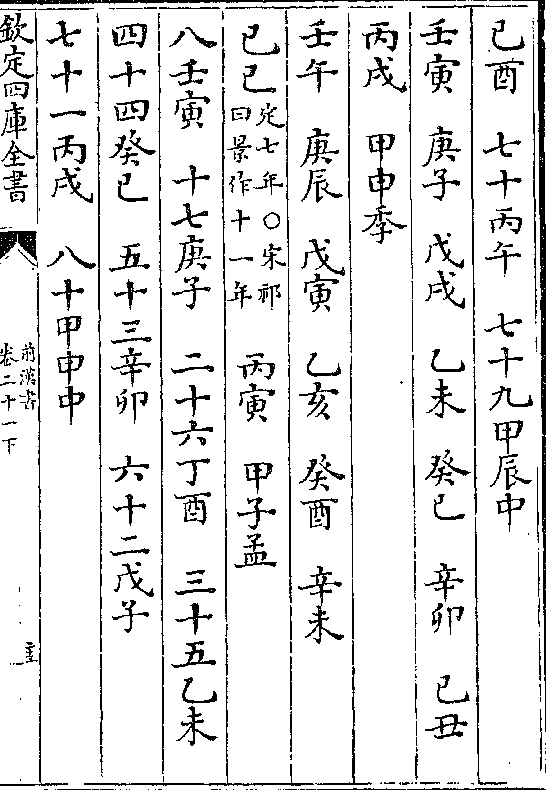 己酉　七十丙午　七十九甲辰中
壬寅　庚子　戊戌　乙未　癸巳　辛卯　己丑
丙戌　甲申季
壬午　庚辰　戊寅　乙亥　癸酉　辛未
己巳定七年〇宋祁曰景作十一年　丙寅　甲子孟
八壬寅　十七庚子　二十六丁酉　三十五乙未
四十四癸巳　五十三辛卯　六十二戊子
七十一丙戌　八十甲申中
欽定四庫全書
前漢書
卷二十一下